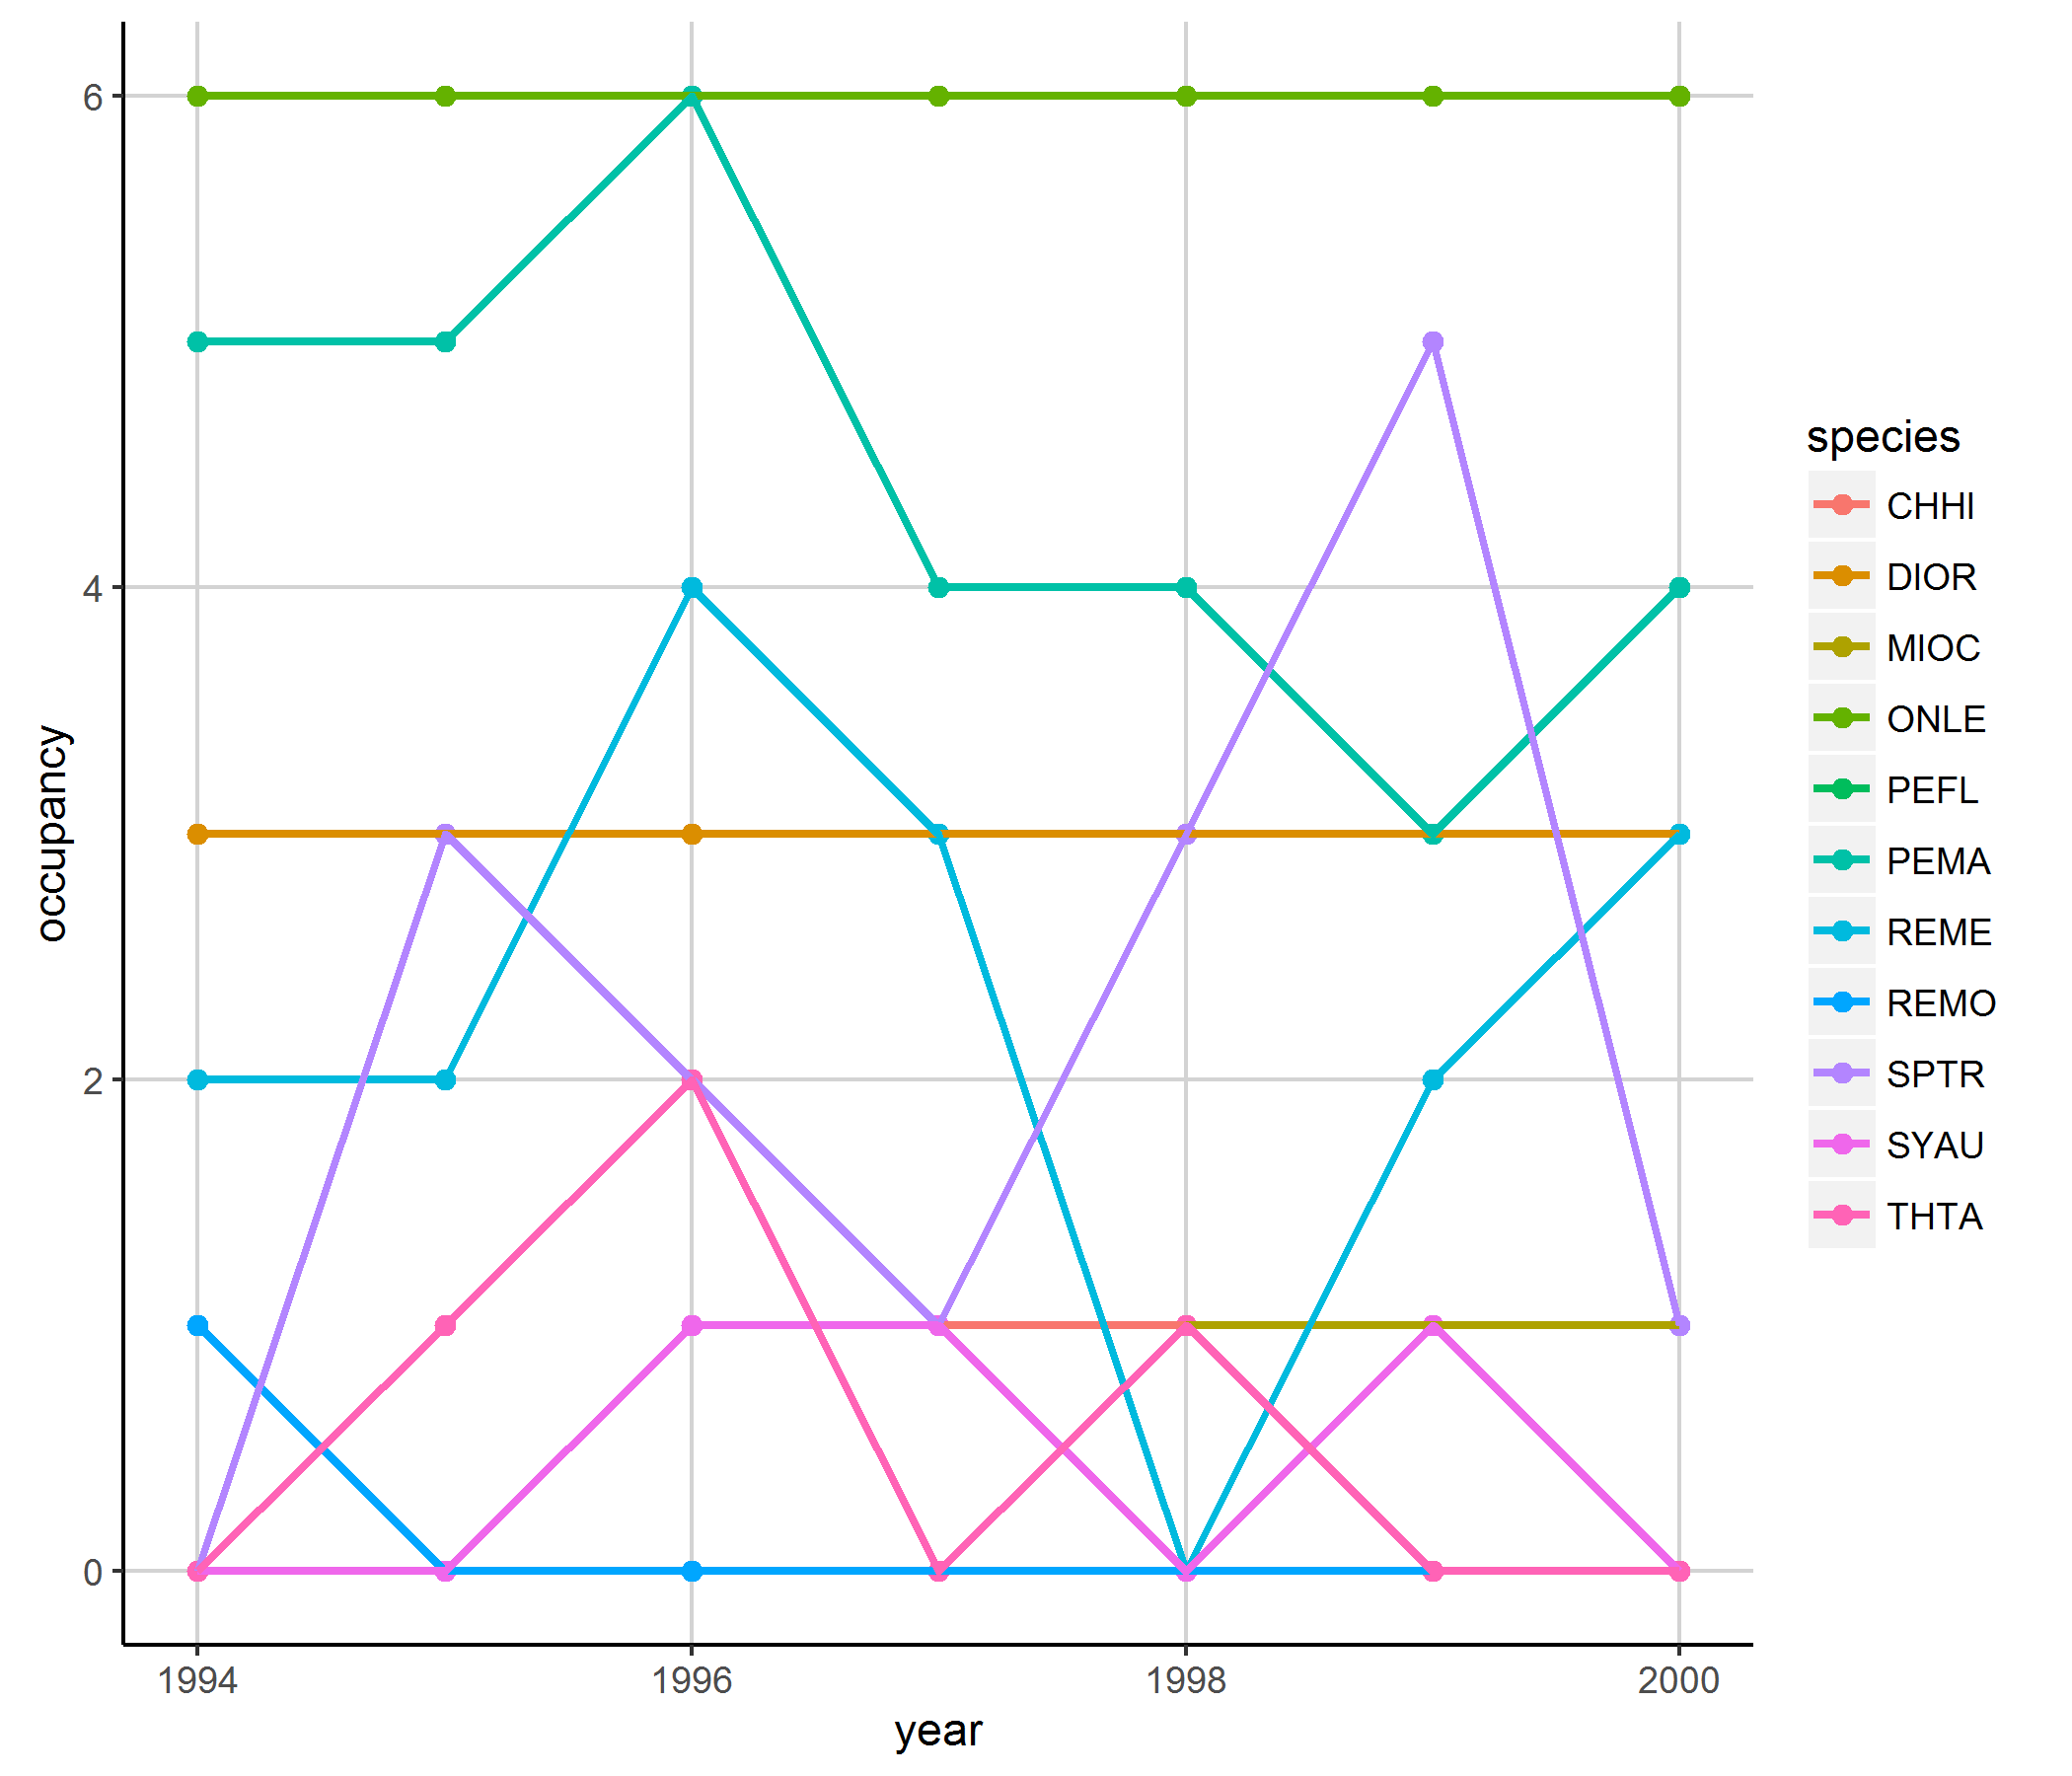 6
4
2
0
occupancy
1994 1996 1998 2000
year
species
CHHI
DIOR
MIOC
ONLE
PEFL
PEMA
REME
REMO
SPTR
SYAU
THTA